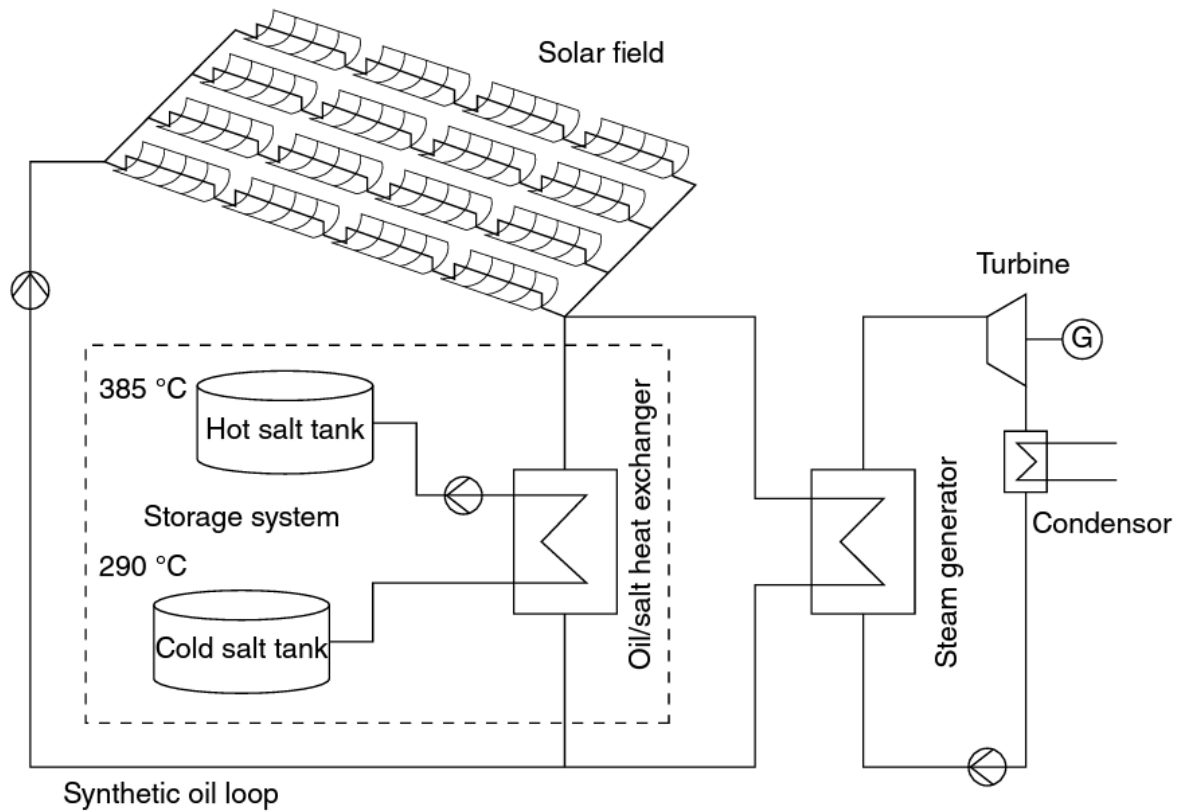 Solar field
Turbine
G
385 °C
Hot salt tank
Oil/salt heat exchanger
Storage system
Steam generator
Condensor
290 °C
Cold salt tank
Synthetic oil loop